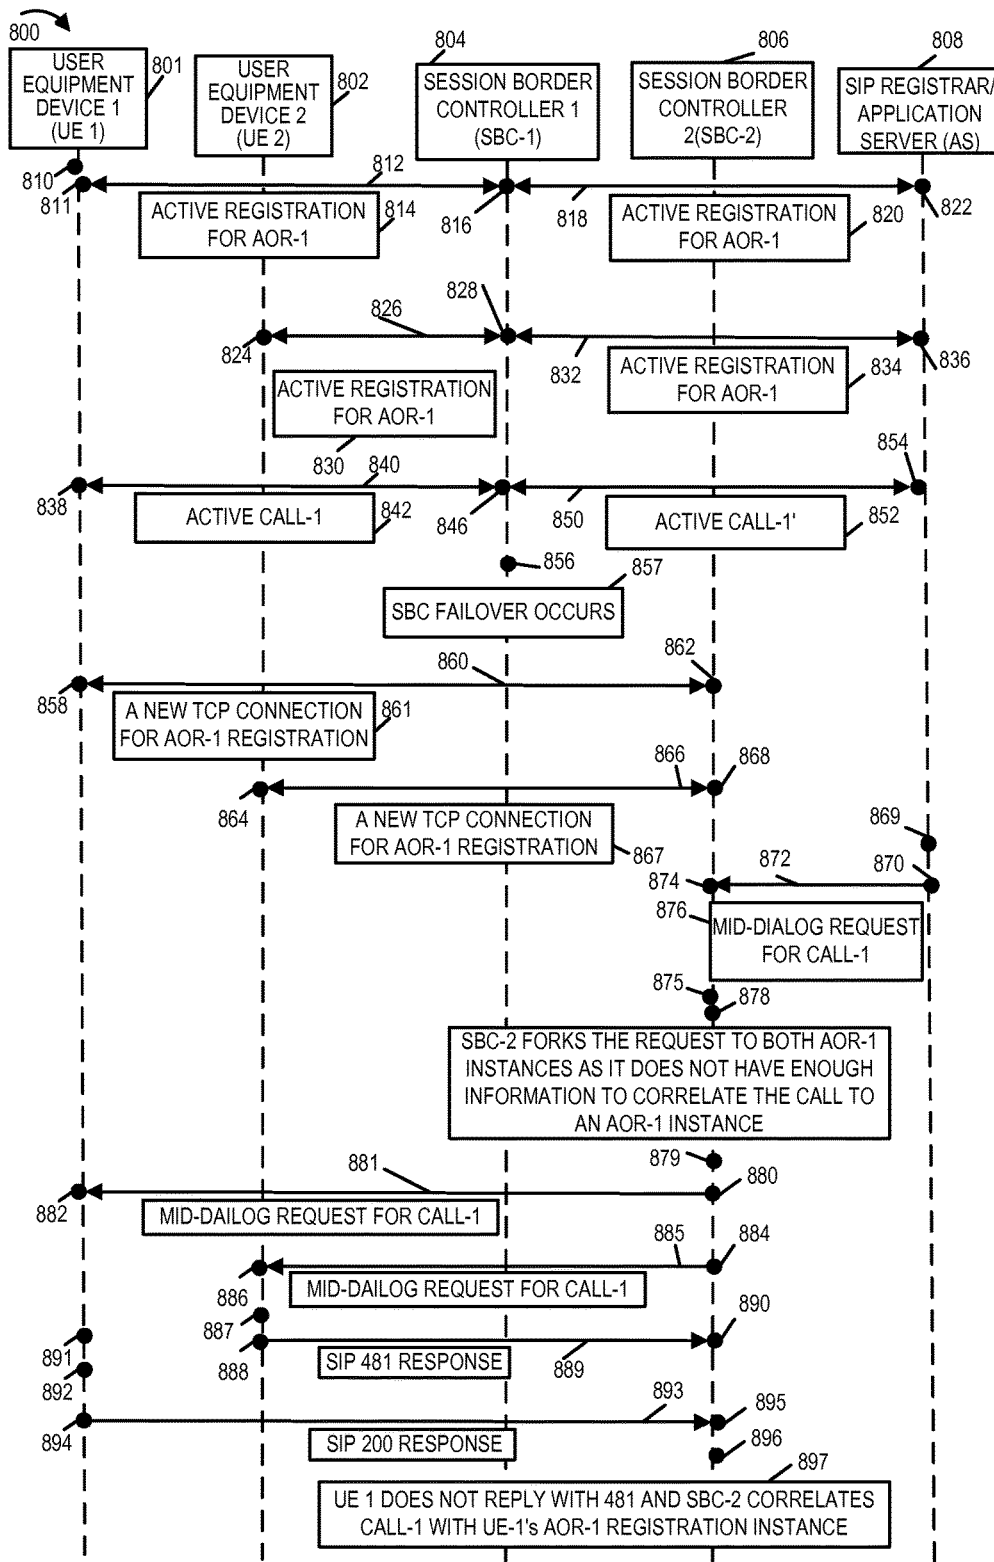 800
USER
EQUIPMENT
DEVICE 1
(UE 1)
801
USER
EQUIPMENT
DEVICE 2
(UE 2)
802
804
SESSION BORDER
CONTROLLER 1
(SBC-1)
806
SESSION BORDER
CONTROLLER
2(SBC-2)
808
SIP REGISTRAR/
APPLICATION
SERVER (AS)
810
811
812
816
818
822
ACTIVE REGISTRATION
FOR AOR-1
814
ACTIVE REGISTRATION
FOR AOR-1
820
824
826
828
832
836
ACTIVE REGISTRATION
FOR AOR-1
830
ACTIVE REGISTRATION
FOR AOR-1
834
838
840
846
850
854
ACTIVE CALL-1
842
ACTIVE CALL-1'
852
856
857
SBC FAILOVER OCCURS
858
860
862
A NEW TCP CONNECTION
FOR AOR-1 REGISTRATION
861
864
866
868
A NEW TCP CONNECTION
FOR AOR-1 REGISTRATION
867
869
870
872
874
876
MID-DIALOG REQUEST
FOR CALL-1
875
878
SBC-2 FORKS THE REQUEST TO BOTH AOR-1
INSTANCES AS IT DOES NOT HAVE ENOUGH
INFORMATION TO CORRELATE THE CALL TO
AN AOR-1 INSTANCE
879
880
881
882
MID-DAILOG REQUEST FOR CALL-1
884
885
886
MID-DAILOG REQUEST FOR CALL-1
887
888
889
890
SIP 481 RESPONSE
891
892
893
894
895
SIP 200 RESPONSE
896
897
UE 1 DOES NOT REPLY WITH 481 AND SBC-2 CORRELATES
CALL-1 WITH UE-1's AOR-1 REGISTRATION INSTANCE